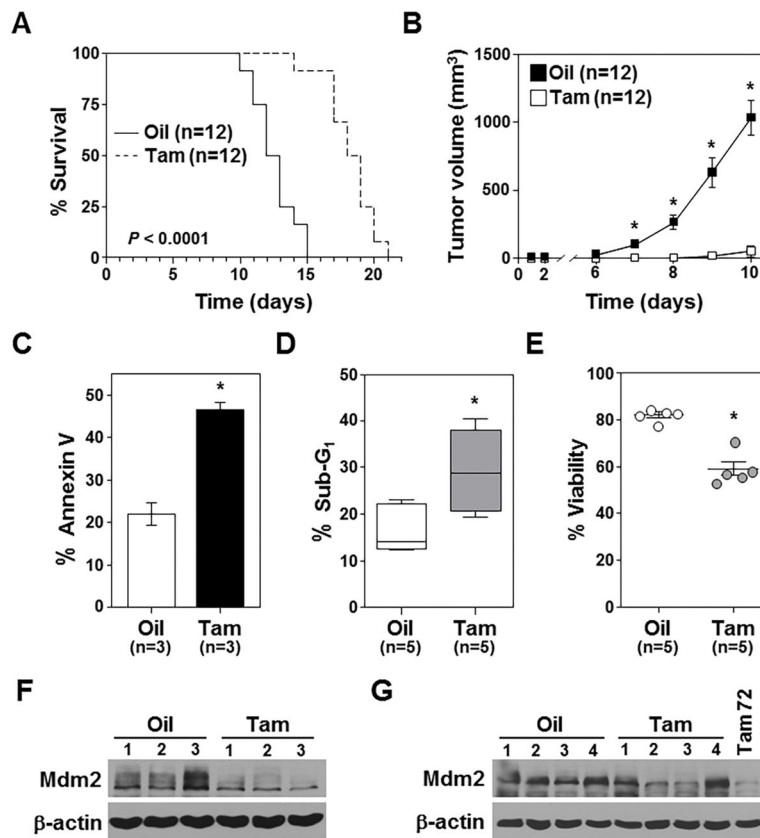 A
% Survival
100
75
50
25
0
Oil (n=12)
Tam (n=12)
P < 0.0001
0 5 10 15 20
Time (days)
B
Tumor volume (mm³)
1500
1000
500
0
Oil (n=12)
Tam (n=12)
* * * *
0 2 6 8 10
Time (days)
C
% Annexin V
50
40
30
20
10
0
*
Oil Tam
(n=3) (n=3)
D
% Sub-G₁
50
40
30
20
10
0
*
Oil Tam
(n=5) (n=5)
E
% Viability
100
80
60
40
20
0
*
Oil Tam
(n=5) (n=5)
F
Oil Tam
1 2 3 1 2 3
Mdm2
β-actin
G
Oil Tam Tam 72
1 2 3 4 1 2 3 4
Mdm2
β-actin